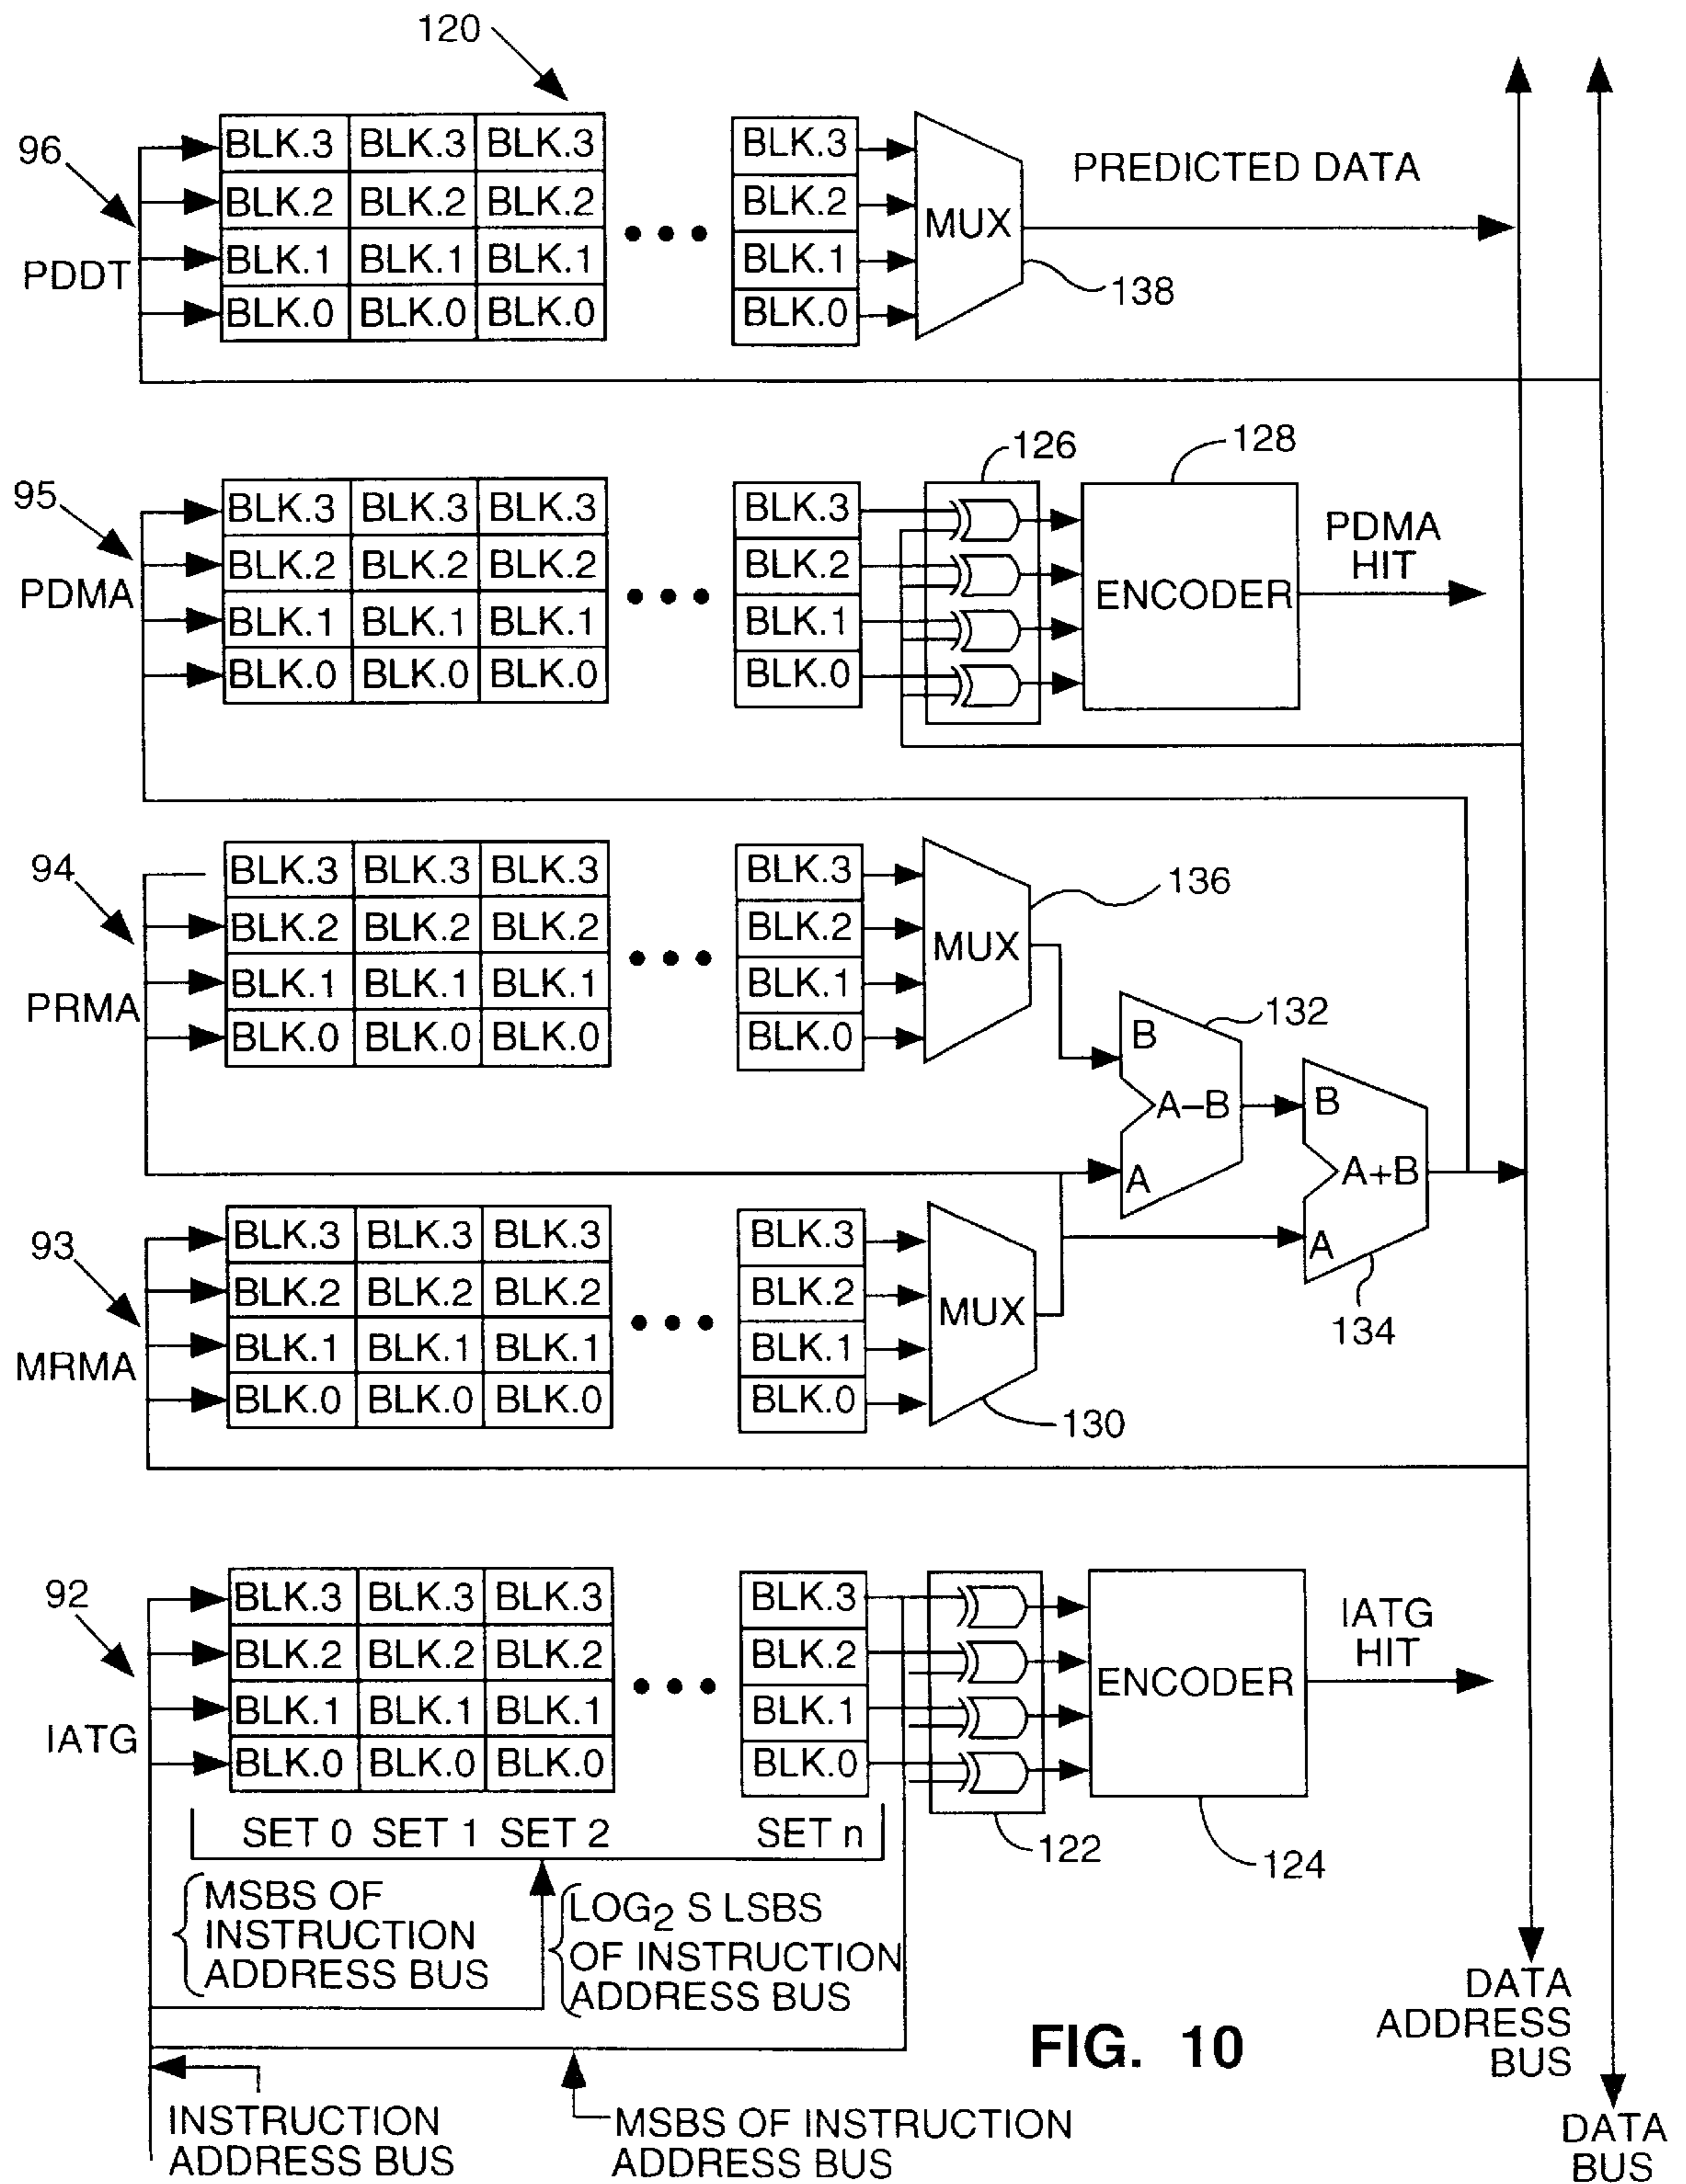 120
96
BLK.3 BLK.3 BLK.3 BLK.3
BLK.2 BLK.2 BLK.2 BLK.2
BLK.1 BLK.1 BLK.1 BLK.1
BLK.0 BLK.0 BLK.0 BLK.0
PDDT
MUX
PREDICTED DATA
138
126
128
95
BLK.3 BLK.3 BLK.3 BLK.3
BLK.2 BLK.2 BLK.2 BLK.2
BLK.1 BLK.1 BLK.1 BLK.1
BLK.0 BLK.0 BLK.0 BLK.0
PDMA
ENCODER
PDMA
HIT
94
BLK.3 BLK.3 BLK.3 BLK.3
BLK.2 BLK.2 BLK.2 BLK.2
BLK.1 BLK.1 BLK.1 BLK.1
BLK.0 BLK.0 BLK.0 BLK.0
PRMA
MUX
136
132
B
A–B
A
B
A+B
A
134
93
BLK.3 BLK.3 BLK.3 BLK.3
BLK.2 BLK.2 BLK.2 BLK.2
BLK.1 BLK.1 BLK.1 BLK.1
BLK.0 BLK.0 BLK.0 BLK.0
MRMA
MUX
130
92
BLK.3 BLK.3 BLK.3 BLK.3
BLK.2 BLK.2 BLK.2 BLK.2
BLK.1 BLK.1 BLK.1 BLK.1
BLK.0 BLK.0 BLK.0 BLK.0
IATG
ENCODER
IATG
HIT
SET 0 SET 1 SET 2 SET n
122
124
MSBS OF
INSTRUCTION
ADDRESS BUS
LOG2 S LSBS
OF INSTRUCTION
ADDRESS BUS
FIG. 10
DATA
ADDRESS
BUS
INSTRUCTION
ADDRESS BUS
MSBS OF INSTRUCTION
ADDRESS BUS
DATA
BUS